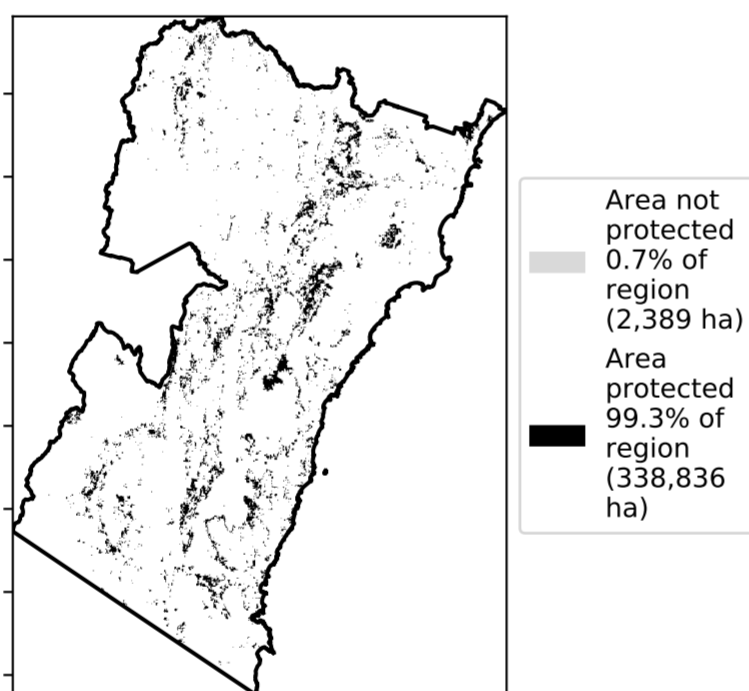 Area not
protected
0.7% of
region
(2,389 ha)
Area
protected
99.3% of
region
(338,836
ha)